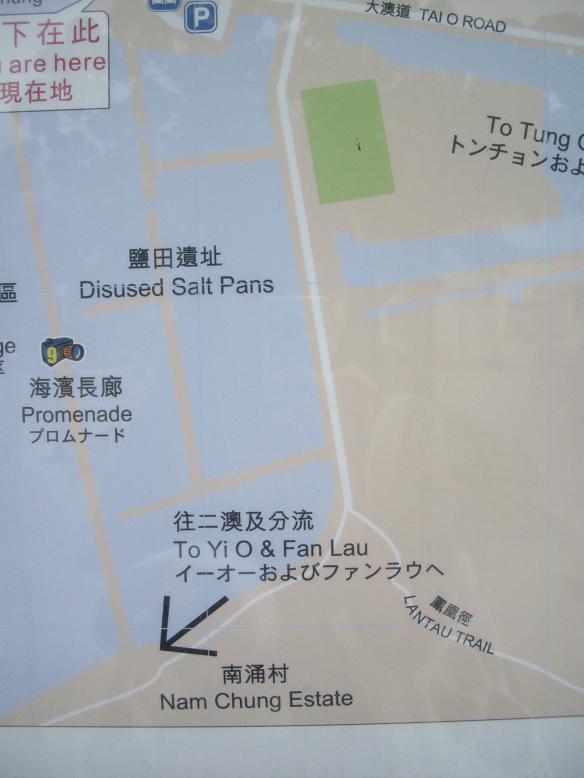 大澳道 TAI O ROAD
P
下在此
are here
現在地
To Tung
トンチョンおよ
鹽田遺址
Disused Salt Pans
區
9
海濱長廊
Promenade
プロムナード
往二澳及分流
To Yi O & Fan Lau
イーオーおよびファンラウヘ
鳳凰徑
LANTAU TRAIL
南涌村
Nam Chung Estate